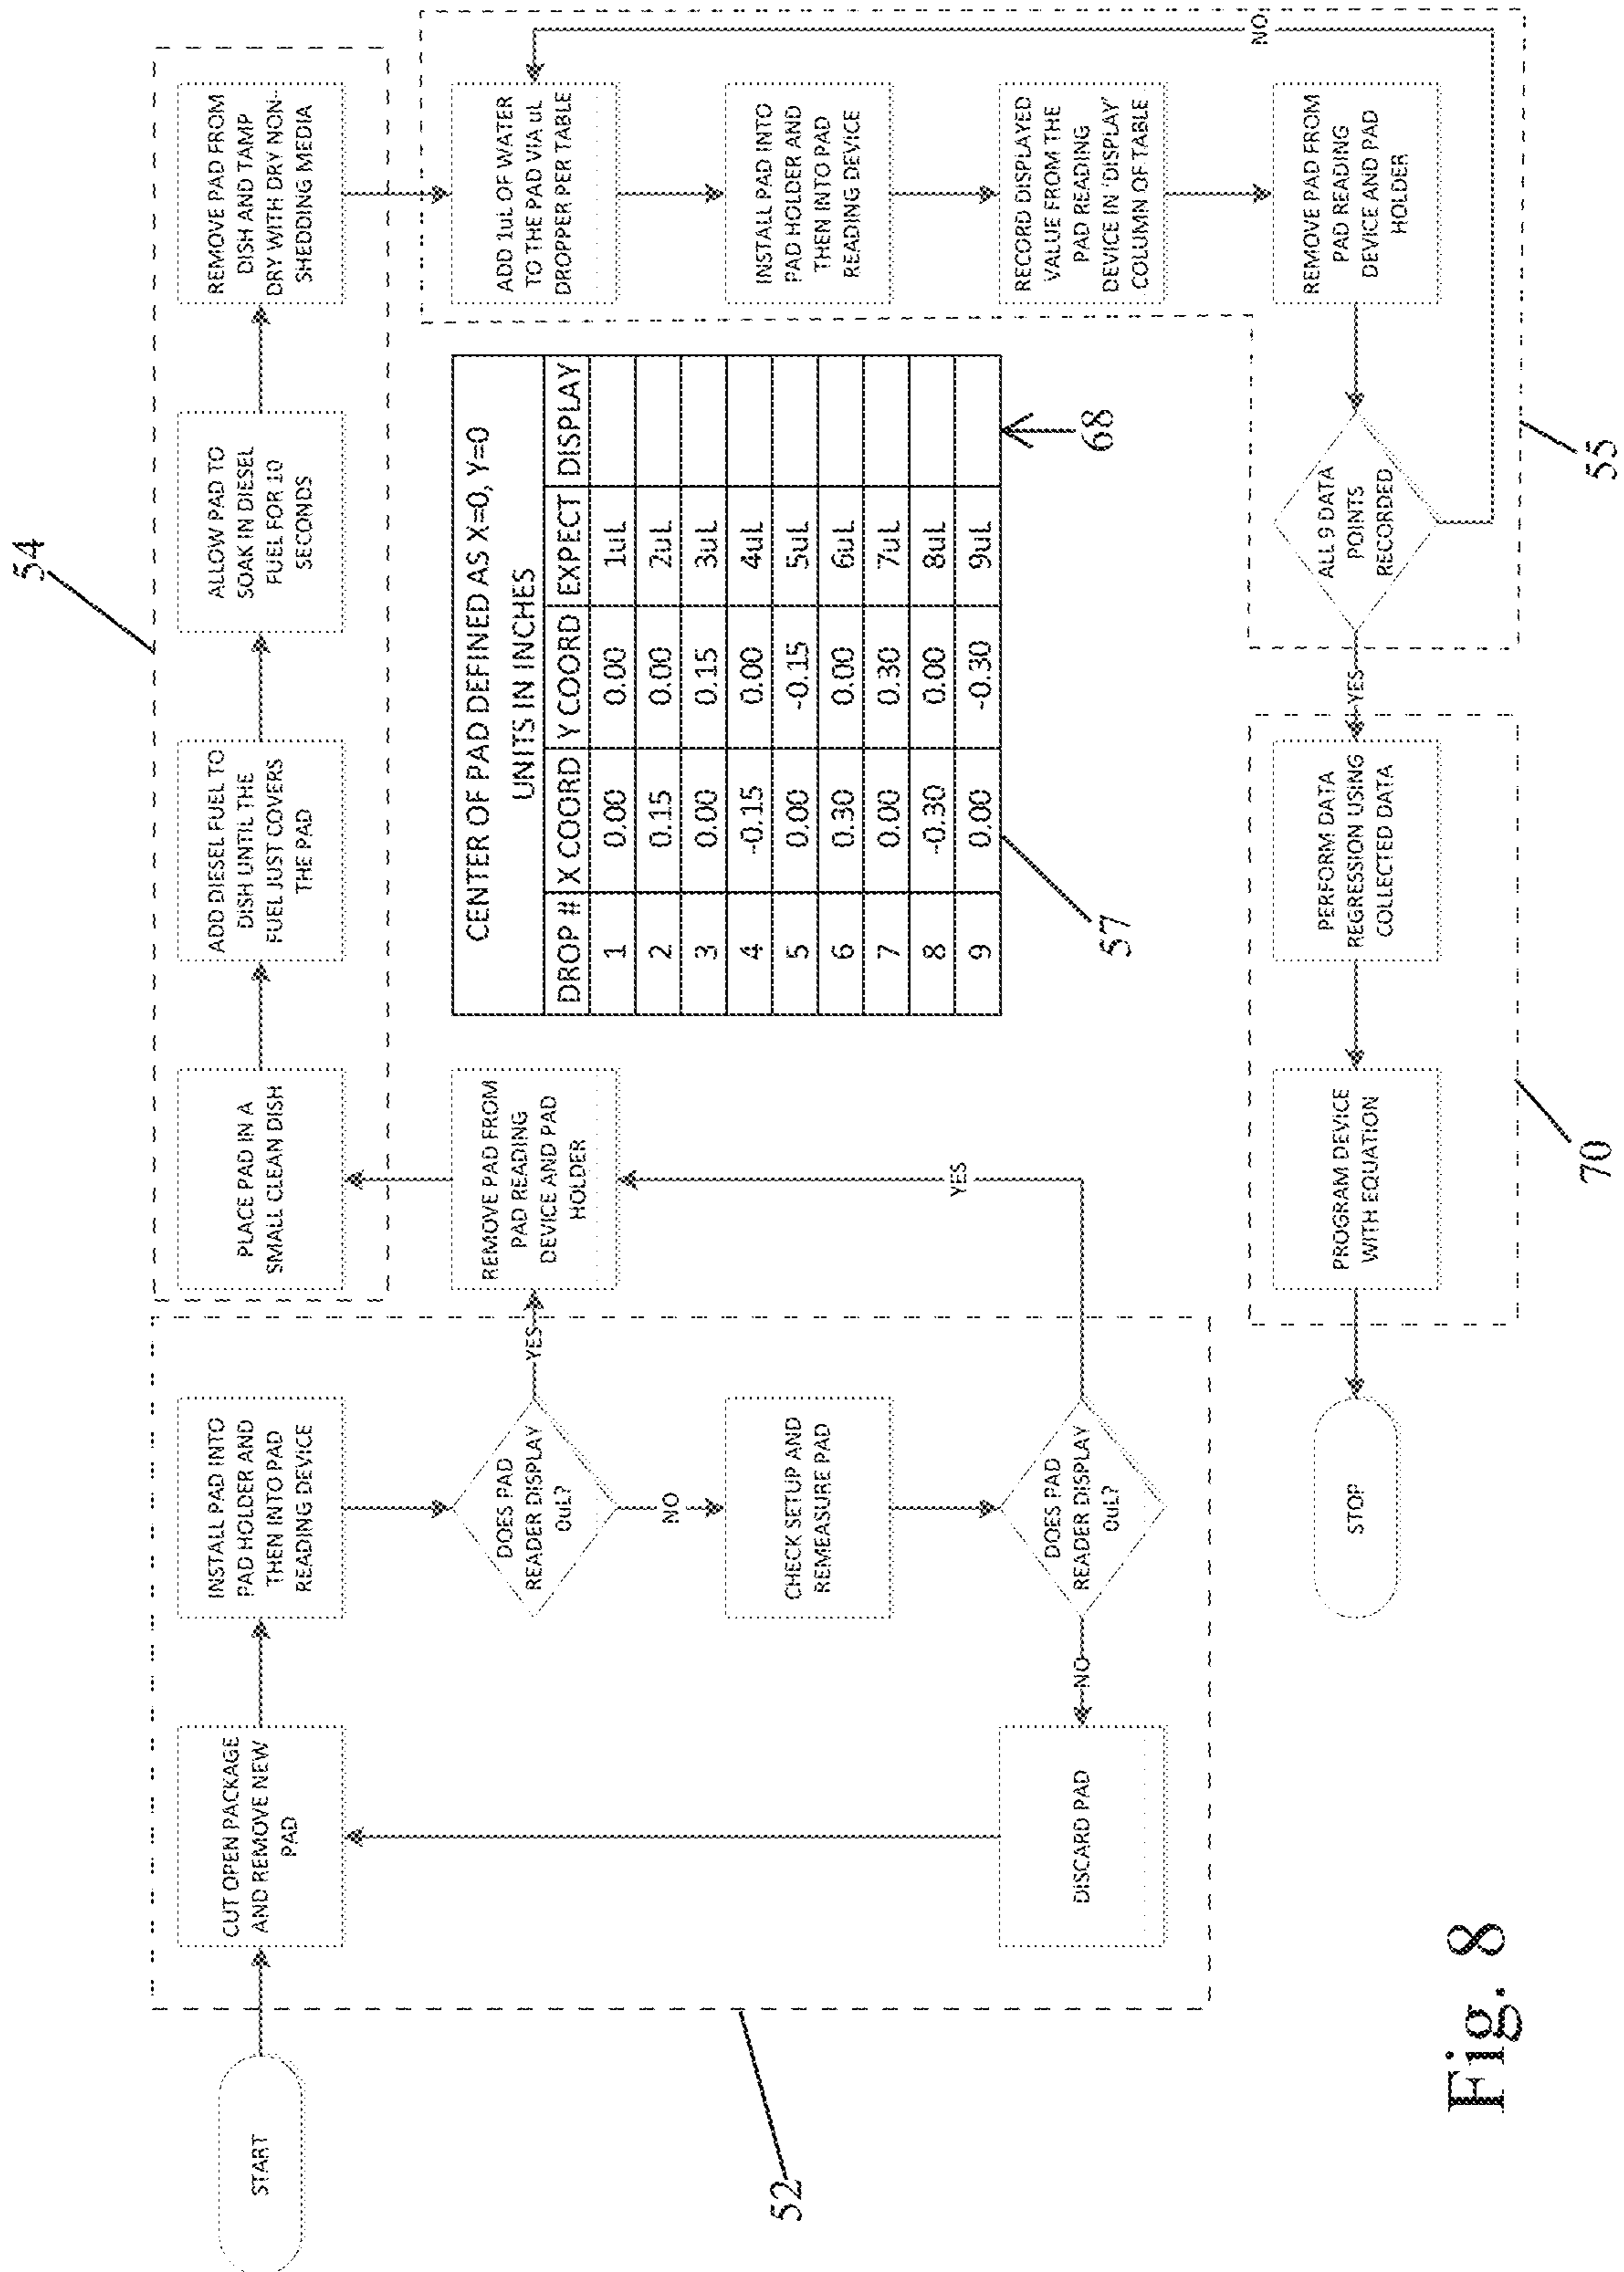 START
CUT OPEN PACKAGE
AND REMOVE NEW
PAD
INSTALL PAD INTO
PAD HOLDER AND
THEN INTO PAD
READING DEVICE
DOES PAD
READER DISPLAY
0uL?
YES
NO
CHECK SETUP AND
REMEASURE PAD
DOES PAD
READER DISPLAY
0uL?
NO
YES
DISCARD PAD
52
REMOVE PAD FROM
PAD READING
DEVICE AND PAD
HOLDER
PLACE PAD IN A
SMALL CLEAN DISH
ADD DIESEL FUEL TO
DISH UNTIL THE
FUEL JUST COVERS
THE PAD
ALLOW PAD TO
SOAK IN DIESEL
FUEL FOR 10
SECONDS
REMOVE PAD FROM
DISH AND TAMP
DRY WITH DRY NON-
SHEDDING MEDIA
54
CENTER OF PAD DEFINED AS X=0, Y=0
UNITS IN INCHES
DROP # X COORD Y COORD EXPECT DISPLAY
1 0.00 0.00 1uL
2 0.15 0.00 2uL
3 0.00 0.15 3uL
4 -0.15 0.00 4uL
5 0.00 -0.15 5uL
6 0.30 0.00 6uL
7 0.00 0.30 7uL
8 -0.30 0.00 8uL
9 0.00 -0.30 9uL
57
68
ADD 1uL OF WATER
TO THE PAD VIA uL
DROPPER PER TABLE
INSTALL PAD INTO
PAD HOLDER AND
THEN INTO PAD
READING DEVICE
RECORD DISPLAYED
VALUE FROM THE
PAD READING
DEVICE IN 'DISPLAY'
COLUMN OF TABLE
REMOVE PAD FROM
PAD READING
DEVICE AND PAD
HOLDER
ALL 9 DATA
POINTS
RECORDED
NO
YES
55
PERFORM DATA
REGRESSION USING
COLLECTED DATA
PROGRAM DEVICE
WITH EQUATION
70
STOP
Fig. 8